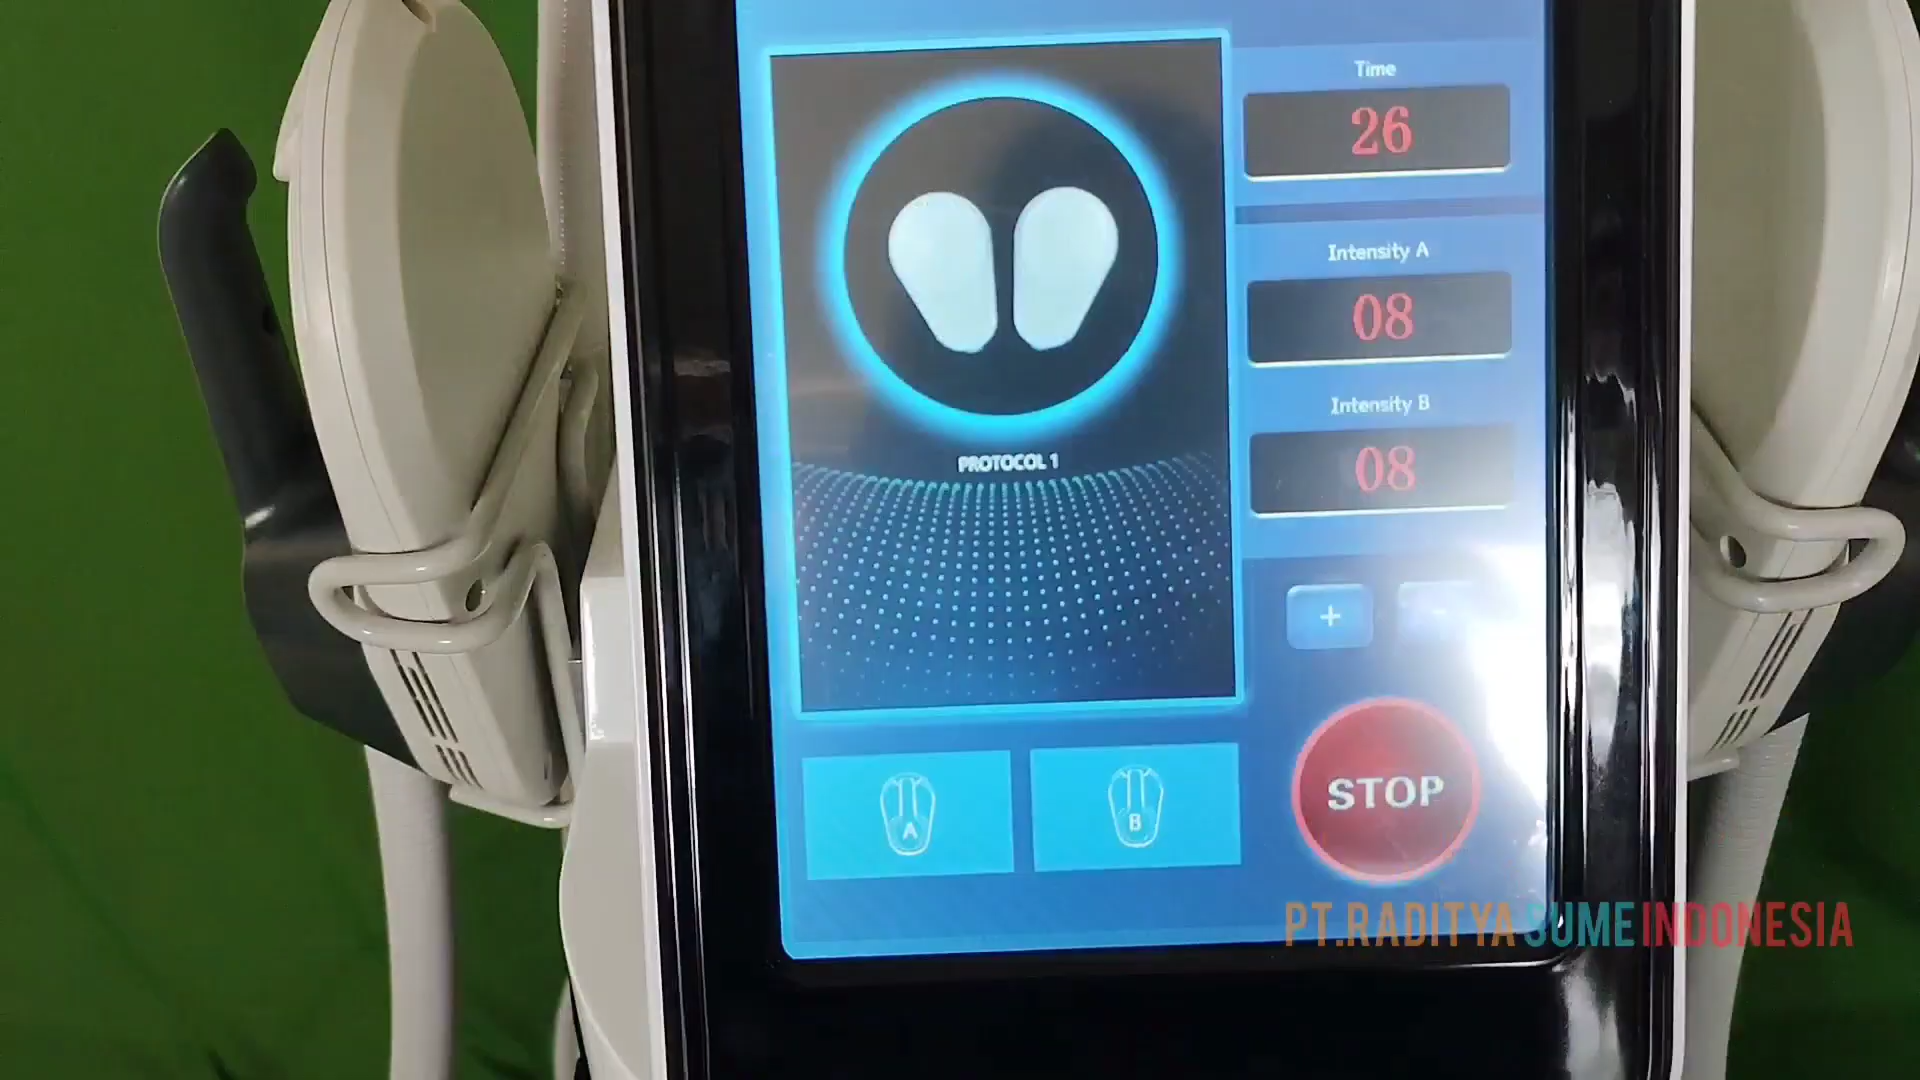 Time
26
Intensity A
08
Intensity B
08
PROTOCOL 1
+
A
B
STOP
PT.RADITYA SUME INDONESIA